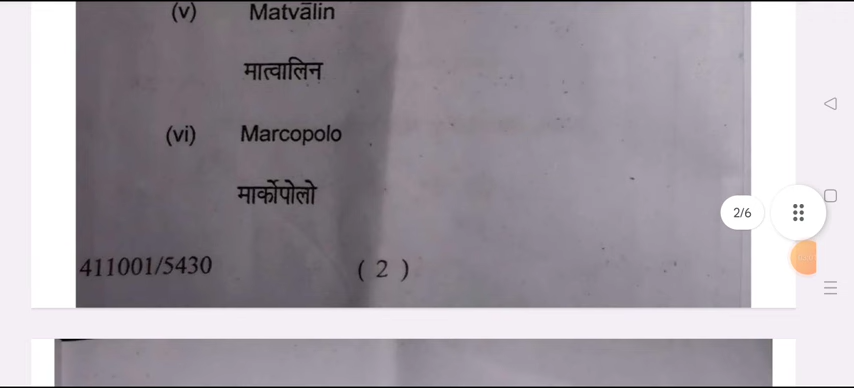 (v) Matvālin
मात्वालिन
(vi) Marcopolo
मार्कोपोलो
2/6
411001/5430 ( 2 )